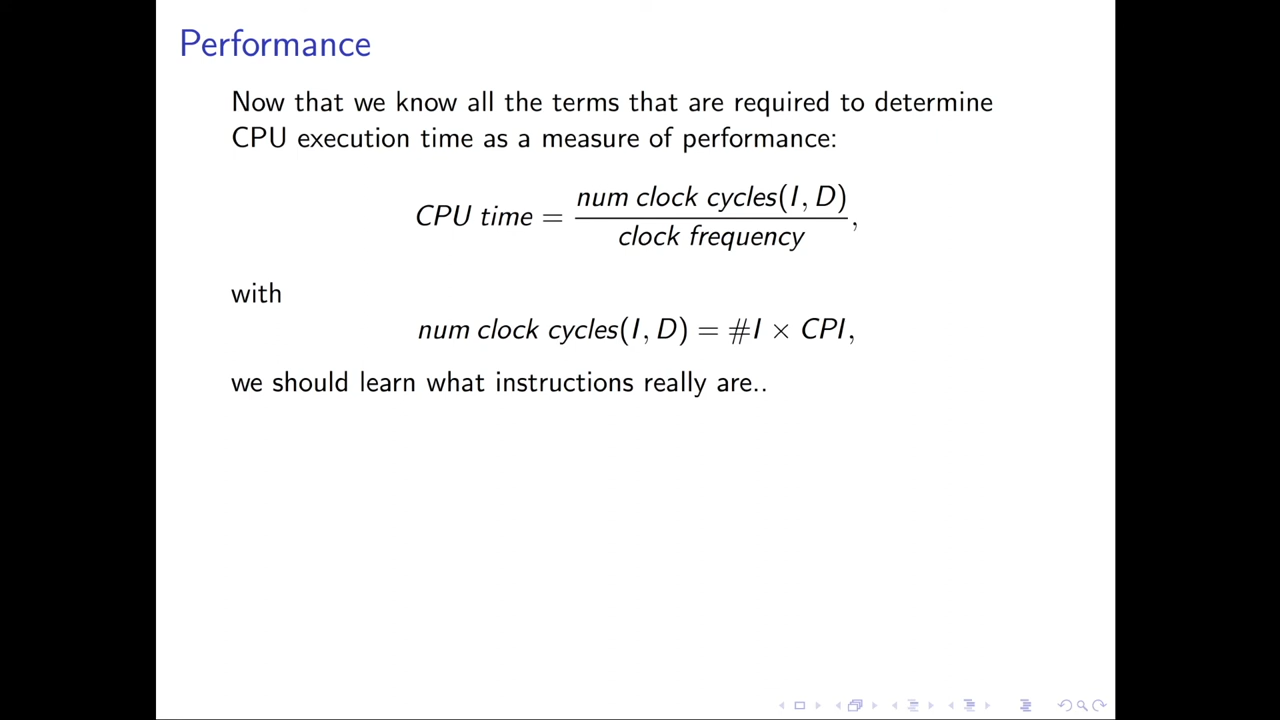 Performance
Now that we know all the terms that are required to determine
CPU execution time as a measure of performance:
CPU time = num clock cycles(I, D) / clock frequency,
with
num clock cycles(I, D) = #I × CPI,
we should learn what instructions really are..